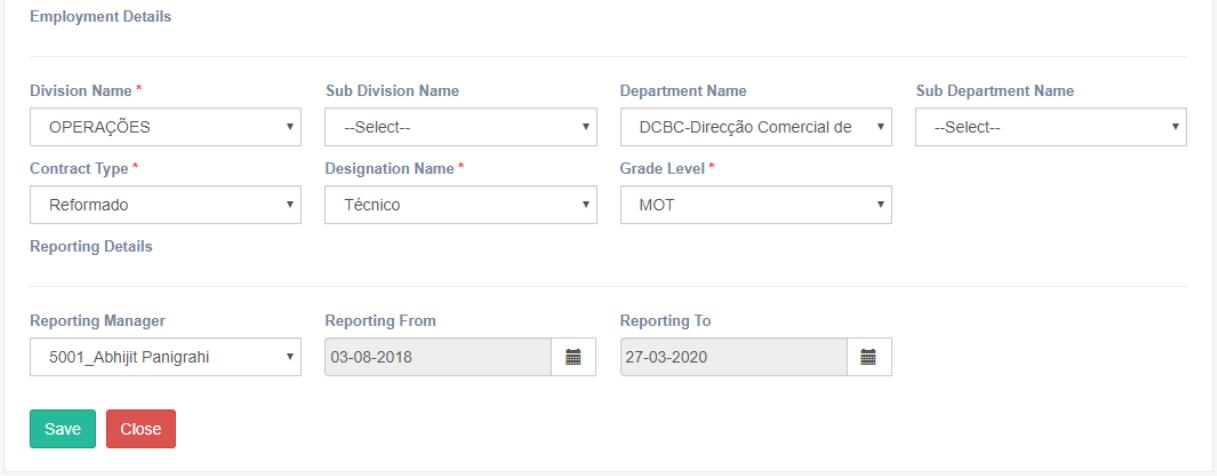 Employment Details
Division Name * Sub Division Name Department Name Sub Department Name
OPERAÇÕES --Select-- DCBC-Direcção Comercial de --Select--
Contract Type * Designation Name * Grade Level *
Reformado Técnico MOT
Reporting Details
Reporting Manager Reporting From Reporting To
5001_Abhijit Panigrahi 03-08-2018 27-03-2020
Save Close